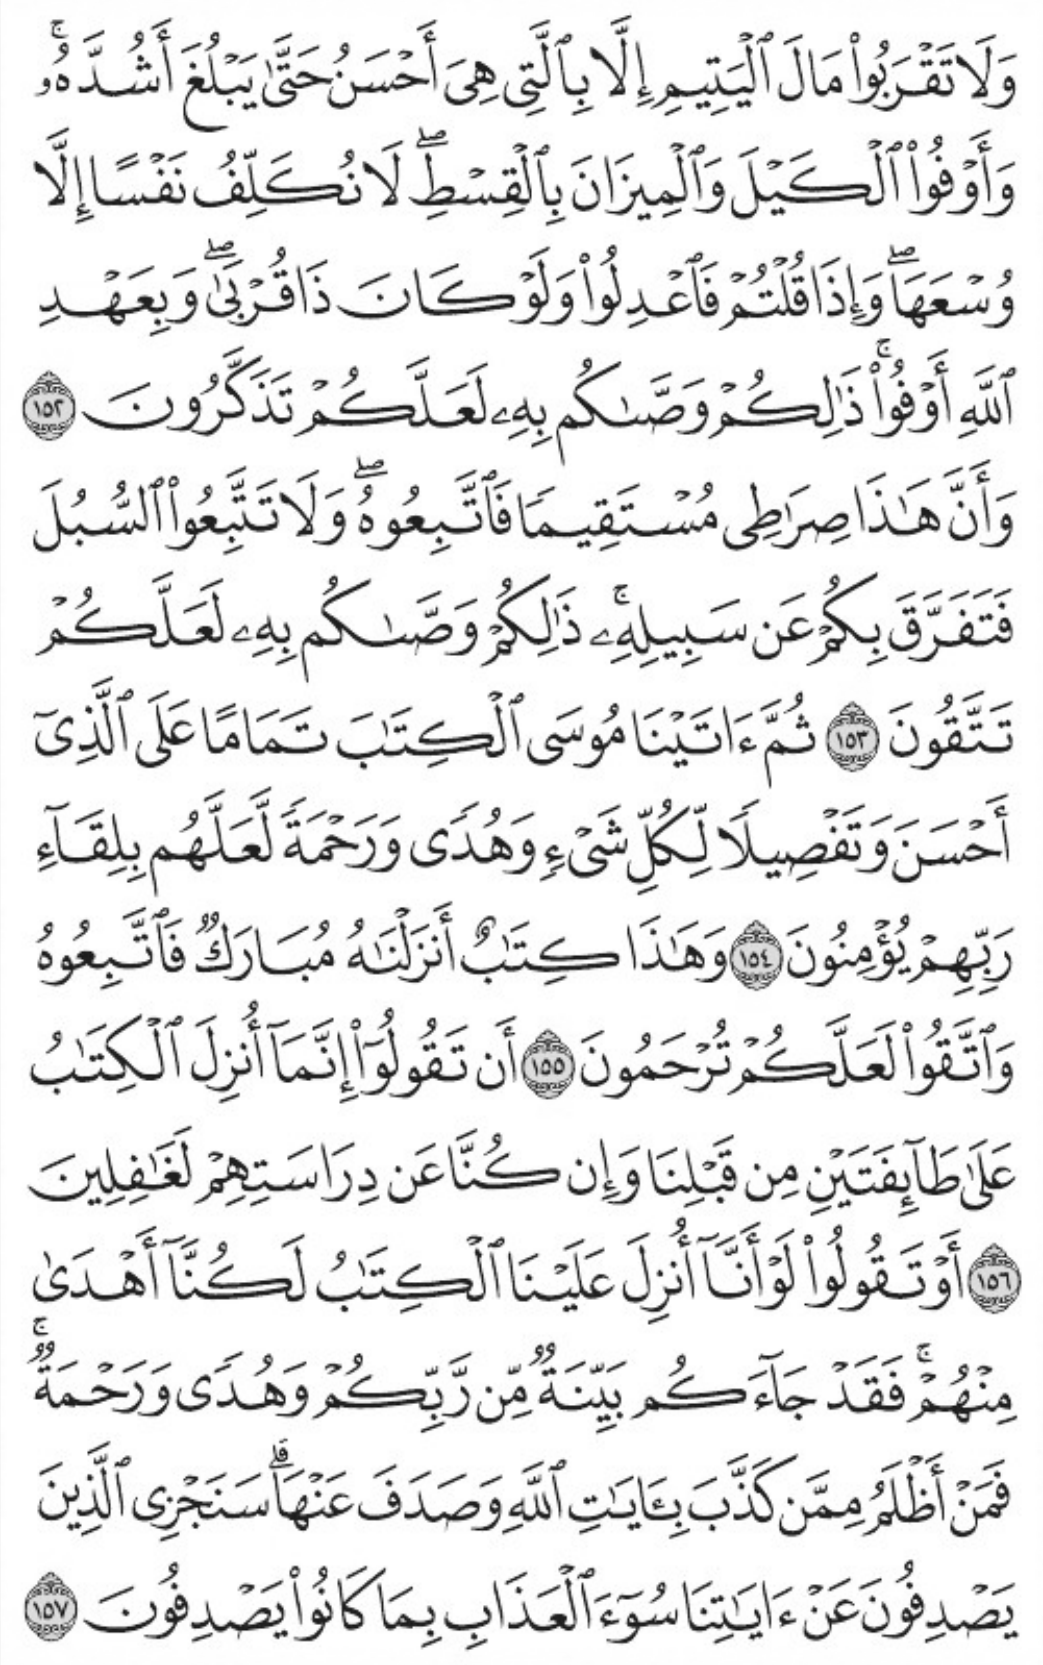 وَلَا تَقۡرَبُواْ مَالَ ٱلۡيَتِيمِ إِلَّا بِٱلَّتِي هِيَ أَحۡسَنُ حَتَّىٰ يَبۡلُغَ أَشُدَّهُۥۚ
وَأَوۡفُواْ ٱلۡكَيۡلَ وَٱلۡمِيزَانَ بِٱلۡقِسۡطِۖ لَا نُكَلِّفُ نَفۡسًا إِلَّا
وُسۡعَهَاۖ وَإِذَا قُلۡتُمۡ فَٱعۡدِلُواْ وَلَوۡ كَانَ ذَا قُرۡبَىٰۖ وَبِعَهۡدِ
ٱللَّهِ أَوۡفُواْۚ ذَٰلِكُمۡ وَصَّىٰكُم بِهِۦ لَعَلَّكُمۡ تَذَكَّرُونَ ١٥٢
وَأَنَّ هَٰذَا صِرَٰطِي مُسۡتَقِيمٗا فَٱتَّبِعُوهُۖ وَلَا تَتَّبِعُواْ ٱلسُّبُلَ
فَتَفَرَّقَ بِكُمۡ عَن سَبِيلِهِۦۚ ذَٰلِكُمۡ وَصَّىٰكُم بِهِۦ لَعَلَّكُمۡ
تَتَّقُونَ ١٥٣ ثُمَّ ءَاتَيۡنَا مُوسَى ٱلۡكِتَٰبَ تَمَامًا عَلَى ٱلَّذِيٓ
أَحۡسَنَ وَتَفۡصِيلٗا لِّكُلِّ شَيۡءٖ وَهُدٗى وَرَحۡمَةٗ لَّعَلَّهُم بِلِقَآءِ
رَبِّهِمۡ يُؤۡمِنُونَ ١٥٤ وَهَٰذَا كِتَٰبٌ أَنزَلۡنَٰهُ مُبَارَكٞ فَٱتَّبِعُوهُ
وَٱتَّقُواْ لَعَلَّكُمۡ تُرۡحَمُونَ ١٥٥ أَن تَقُولُوٓاْ إِنَّمَآ أُنزِلَ ٱلۡكِتَٰبُ
عَلَىٰ طَآئِفَتَيۡنِ مِن قَبۡلِنَا وَإِن كُنَّا عَن دِرَاسَتِهِمۡ لَغَٰفِلِينَ
١٥٦ أَوۡ تَقُولُواْ لَوۡ أَنَّآ أُنزِلَ عَلَيۡنَا ٱلۡكِتَٰبُ لَكُنَّآ أَهۡدَىٰ
مِنۡهُمۡۚ فَقَدۡ جَآءَكُم بَيِّنَةٞ مِّن رَّبِّكُمۡ وَهُدٗى وَرَحۡمَةٞۚ
فَمَنۡ أَظۡلَمُ مِمَّن كَذَّبَ بِـَٔايَٰتِ ٱللَّهِ وَصَدَفَ عَنۡهَاۗ سَنَجۡزِي ٱلَّذِينَ
يَصۡدِفُونَ عَنۡ ءَايَٰتِنَا سُوٓءَ ٱلۡعَذَابِ بِمَا كَانُواْ يَصۡدِفُونَ ١٥٧